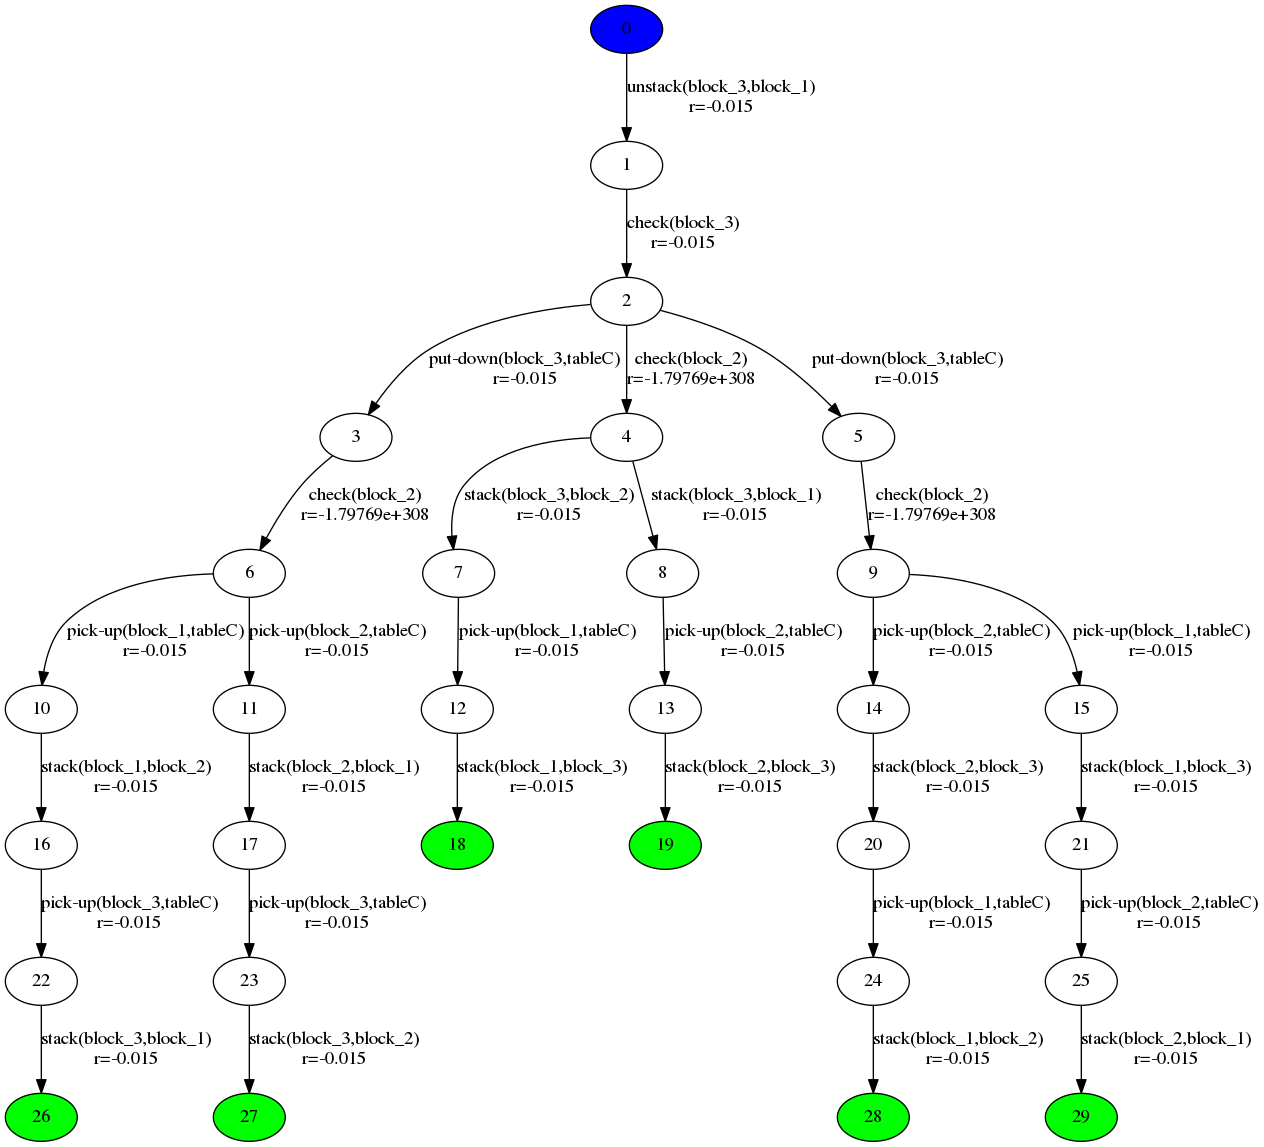 0
unstack(block_3,block_1)
r=-0.015
1
check(block_3)
r=-0.015
2
put-down(block_3,tableC)
r=-0.015
check(block_2)
r=-1.79769e+308
put-down(block_3,tableC)
r=-0.015
3
4
5
check(block_2)
r=-1.79769e+308
stack(block_3,block_2)
r=-0.015
stack(block_3,block_1)
r=-0.015
check(block_2)
r=-1.79769e+308
6
7
8
9
pick-up(block_1,tableC)
r=-0.015
pick-up(block_2,tableC)
r=-0.015
pick-up(block_1,tableC)
r=-0.015
pick-up(block_2,tableC)
r=-0.015
pick-up(block_2,tableC)
r=-0.015
pick-up(block_1,tableC)
r=-0.015
10
11
12
13
14
15
stack(block_1,block_2)
r=-0.015
stack(block_2,block_1)
r=-0.015
stack(block_1,block_3)
r=-0.015
stack(block_2,block_3)
r=-0.015
stack(block_2,block_3)
r=-0.015
stack(block_1,block_3)
r=-0.015
16
17
18
19
20
21
pick-up(block_3,tableC)
r=-0.015
pick-up(block_3,tableC)
r=-0.015
pick-up(block_1,tableC)
r=-0.015
pick-up(block_2,tableC)
r=-0.015
22
23
24
25
stack(block_3,block_1)
r=-0.015
stack(block_3,block_2)
r=-0.015
stack(block_1,block_2)
r=-0.015
stack(block_2,block_1)
r=-0.015
26
27
28
29